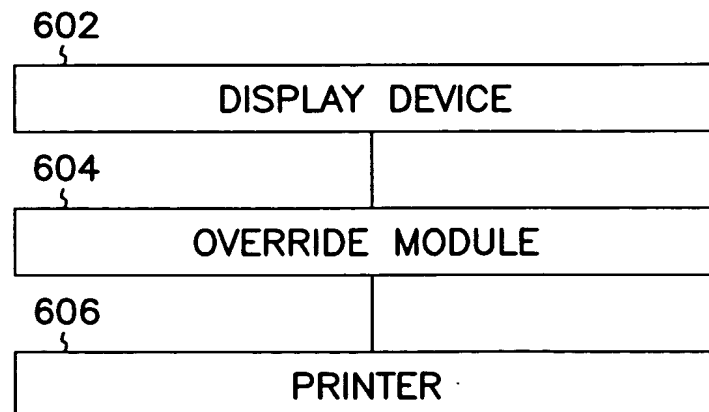 602
DISPLAY DEVICE
604
OVERRIDE MODULE
606
PRINTER